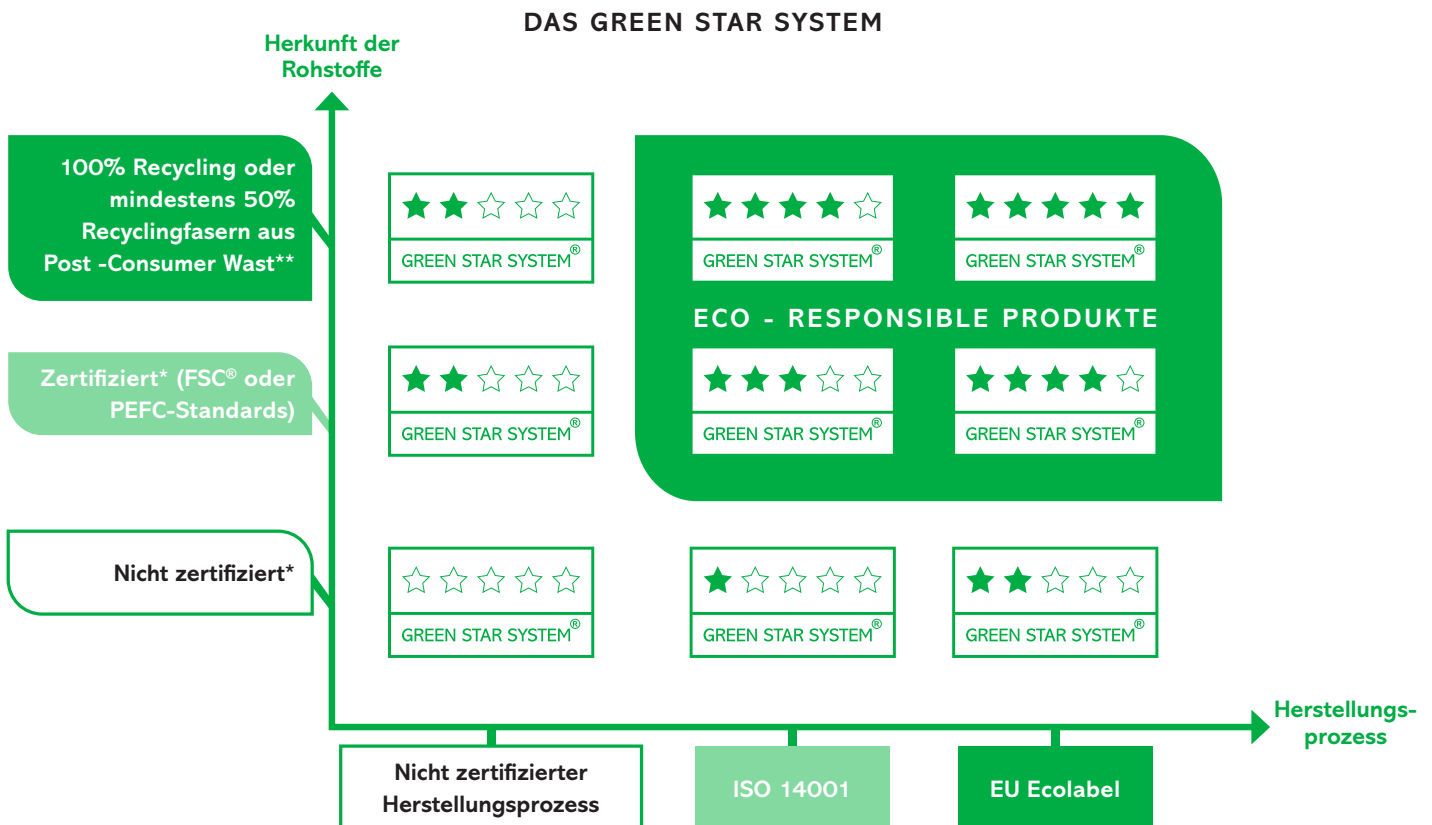 DAS GREEN STAR SYSTEM
Herkunft der
Rohstoffe
100% Recycling oder
mindestens 50%
Recyclingfasern aus
Post -Consumer Wast**
GREEN STAR SYSTEM®
GREEN STAR SYSTEM®
GREEN STAR SYSTEM®
ECO - RESPONSIBLE PRODUKTE
Zertifiziert* (FSC® oder
PEFC-Standards)
GREEN STAR SYSTEM®
GREEN STAR SYSTEM®
GREEN STAR SYSTEM®
Nicht zertifiziert*
GREEN STAR SYSTEM®
GREEN STAR SYSTEM®
GREEN STAR SYSTEM®
Herstellungs-
prozess
Nicht zertifizierter
Herstellungsprozess
ISO 14001
EU Ecolabel